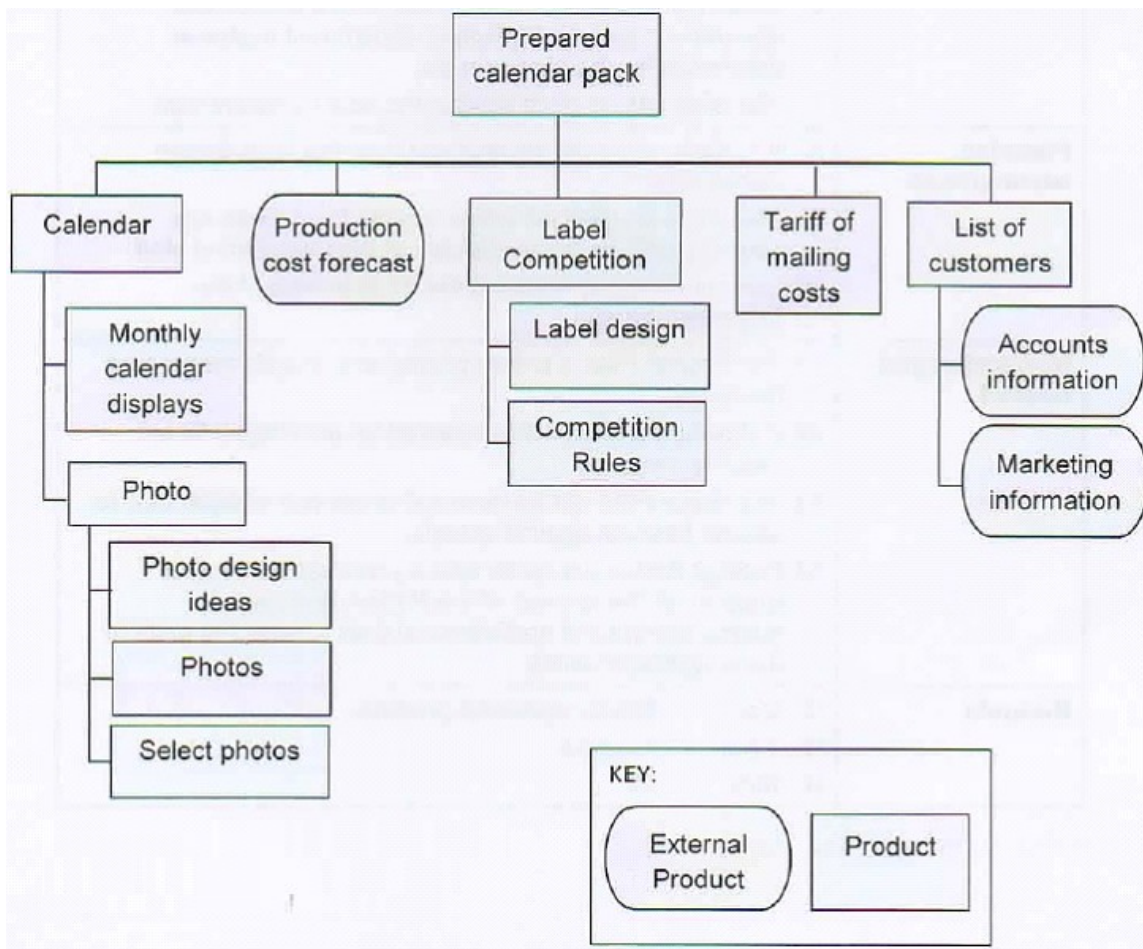 Prepared
calendar pack
Calendar
Production
cost forecast
Label
Competition
Tariff of
mailing
costs
List of
customers
Monthly
calendar
displays
Label design
Competition
Rules
Accounts
information
Marketing
information
Photo
Photo design
ideas
Photos
Select photos
KEY:
External
Product
Product